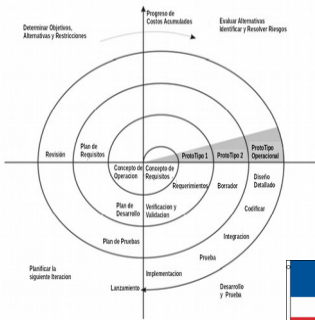 Determinar Objetivos,
Alternativas y Restricciones
Progreso de
Costos Acumulados
Evaluar Alternativas
Identificar y Resolver Riesgos
Revisión
Plan de
Requisitos
Concepto de
Operacion
Concepto de
Requisitos
ProtoTipo 1
ProtoTipo 2
ProtoTipo
Operacional
Requerimientos
Borrador
Diseño
Detallado
Plan de
Desarrollo
Verificacion y
Validacion
Codificar
Plan de Pruebas
Integracion
Prueba
Implementacion
Planificar la
siguiente Iteracion
Lanzamiento
Desarrollo
y Prueba